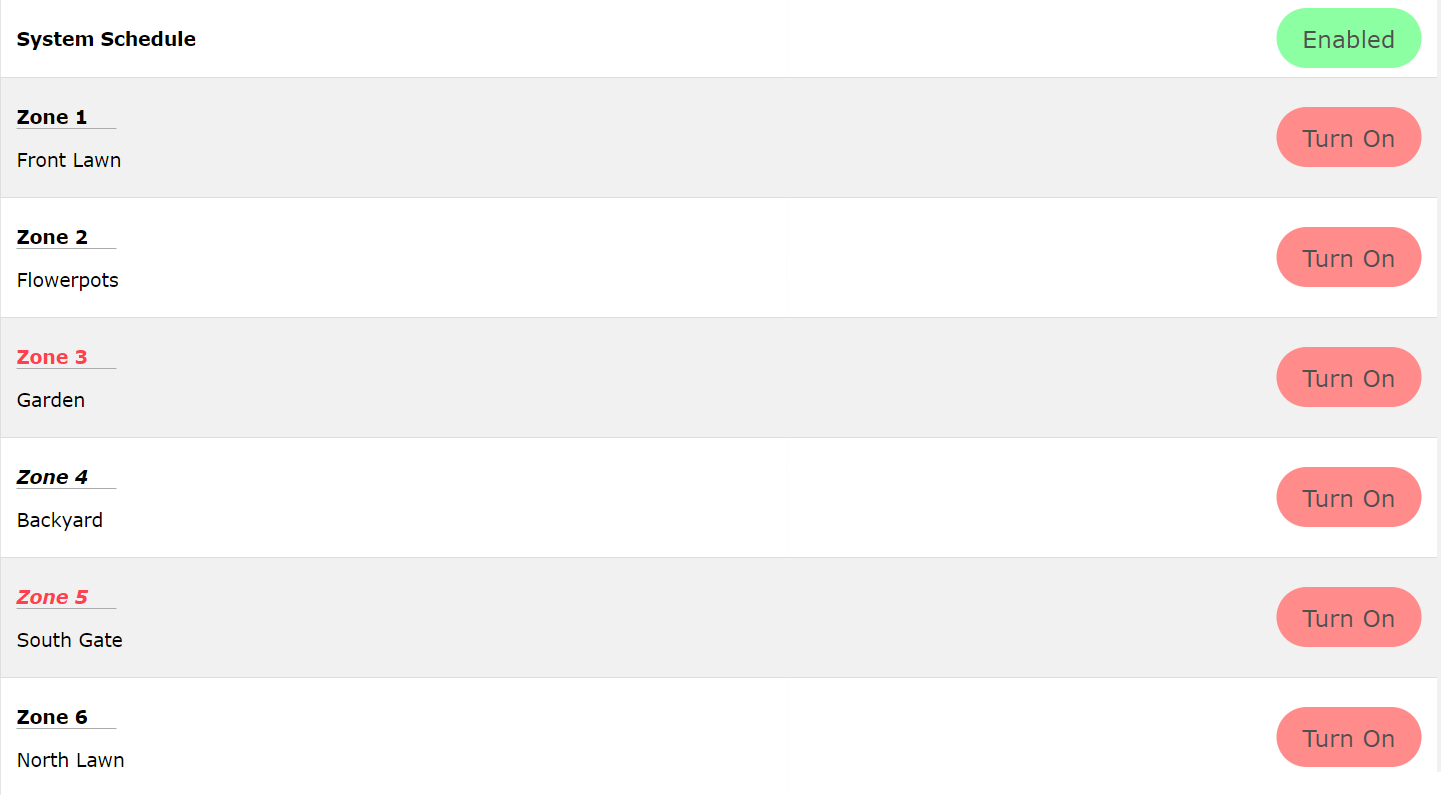 System Schedule
Enabled
Zone 1
Front Lawn
Turn On
Zone 2
Flowerpots
Turn On
Zone 3
Garden
Turn On
Zone 4
Backyard
Turn On
Zone 5
South Gate
Turn On
Zone 6
North Lawn
Turn On